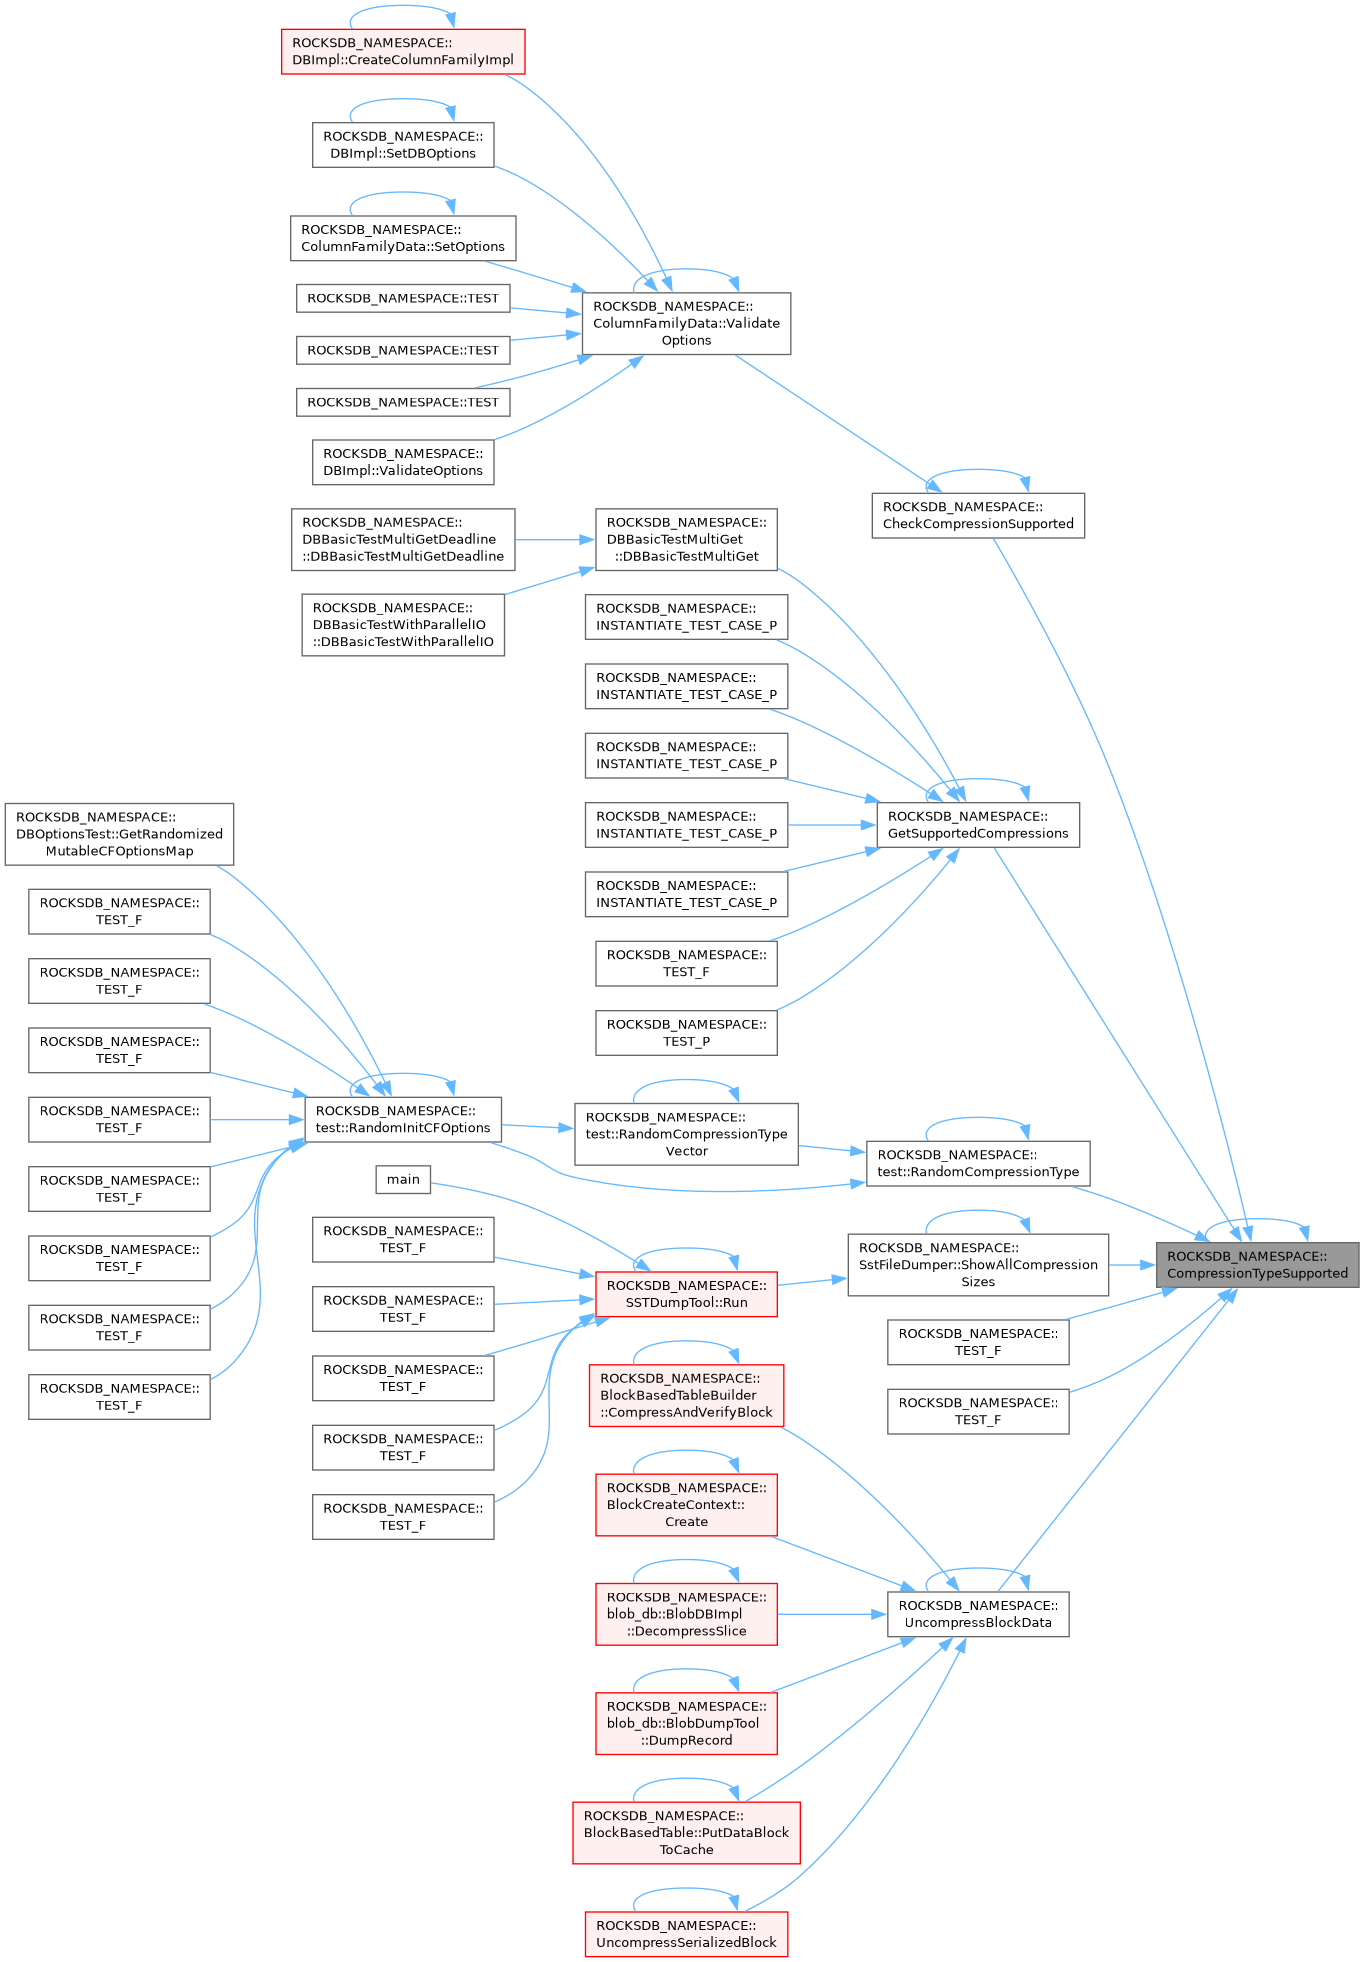 ROCKSDB_NAMESPACE::
DBImpl::CreateColumnFamilyImpl
ROCKSDB_NAMESPACE::
DBImpl::SetDBOptions
ROCKSDB_NAMESPACE::
ColumnFamilyData::SetOptions
ROCKSDB_NAMESPACE::TEST
ROCKSDB_NAMESPACE::TEST
ROCKSDB_NAMESPACE::TEST
ROCKSDB_NAMESPACE::
DBImpl::ValidateOptions
ROCKSDB_NAMESPACE::
ColumnFamilyData::Validate
Options
ROCKSDB_NAMESPACE::
CheckCompressionSupported
ROCKSDB_NAMESPACE::
DBBasicTestMultiGetDeadline
::DBBasicTestMultiGetDeadline
ROCKSDB_NAMESPACE::
DBBasicTestWithParallelIO
::DBBasicTestWithParallelIO
ROCKSDB_NAMESPACE::
DBBasicTestMultiGet
::DBBasicTestMultiGet
ROCKSDB_NAMESPACE::
INSTANTIATE_TEST_CASE_P
ROCKSDB_NAMESPACE::
INSTANTIATE_TEST_CASE_P
ROCKSDB_NAMESPACE::
INSTANTIATE_TEST_CASE_P
ROCKSDB_NAMESPACE::
INSTANTIATE_TEST_CASE_P
ROCKSDB_NAMESPACE::
INSTANTIATE_TEST_CASE_P
ROCKSDB_NAMESPACE::
TEST_F
ROCKSDB_NAMESPACE::
TEST_P
ROCKSDB_NAMESPACE::
GetSupportedCompressions
ROCKSDB_NAMESPACE::
DBOptionsTest::GetRandomized
MutableCFOptionsMap
ROCKSDB_NAMESPACE::
TEST_F
ROCKSDB_NAMESPACE::
TEST_F
ROCKSDB_NAMESPACE::
TEST_F
ROCKSDB_NAMESPACE::
TEST_F
ROCKSDB_NAMESPACE::
TEST_F
ROCKSDB_NAMESPACE::
TEST_F
ROCKSDB_NAMESPACE::
TEST_F
ROCKSDB_NAMESPACE::
TEST_F
ROCKSDB_NAMESPACE::
test::RandomInitCFOptions
ROCKSDB_NAMESPACE::
test::RandomCompressionType
Vector
ROCKSDB_NAMESPACE::
test::RandomCompressionType
main
ROCKSDB_NAMESPACE::
TEST_F
ROCKSDB_NAMESPACE::
TEST_F
ROCKSDB_NAMESPACE::
TEST_F
ROCKSDB_NAMESPACE::
TEST_F
ROCKSDB_NAMESPACE::
TEST_F
ROCKSDB_NAMESPACE::
SSTDumpTool::Run
ROCKSDB_NAMESPACE::
SstFileDumper::ShowAllCompression
Sizes
ROCKSDB_NAMESPACE::
CompressionTypeSupported
ROCKSDB_NAMESPACE::
TEST_F
ROCKSDB_NAMESPACE::
TEST_F
ROCKSDB_NAMESPACE::
BlockBasedTableBuilder
::CompressAndVerifyBlock
ROCKSDB_NAMESPACE::
BlockCreateContext::
Create
ROCKSDB_NAMESPACE::
blob_db::BlobDBImpl
::DecompressSlice
ROCKSDB_NAMESPACE::
blob_db::BlobDumpTool
::DumpRecord
ROCKSDB_NAMESPACE::
BlockBasedTable::PutDataBlock
ToCache
ROCKSDB_NAMESPACE::
UncompressSerializedBlock
ROCKSDB_NAMESPACE::
UncompressBlockData